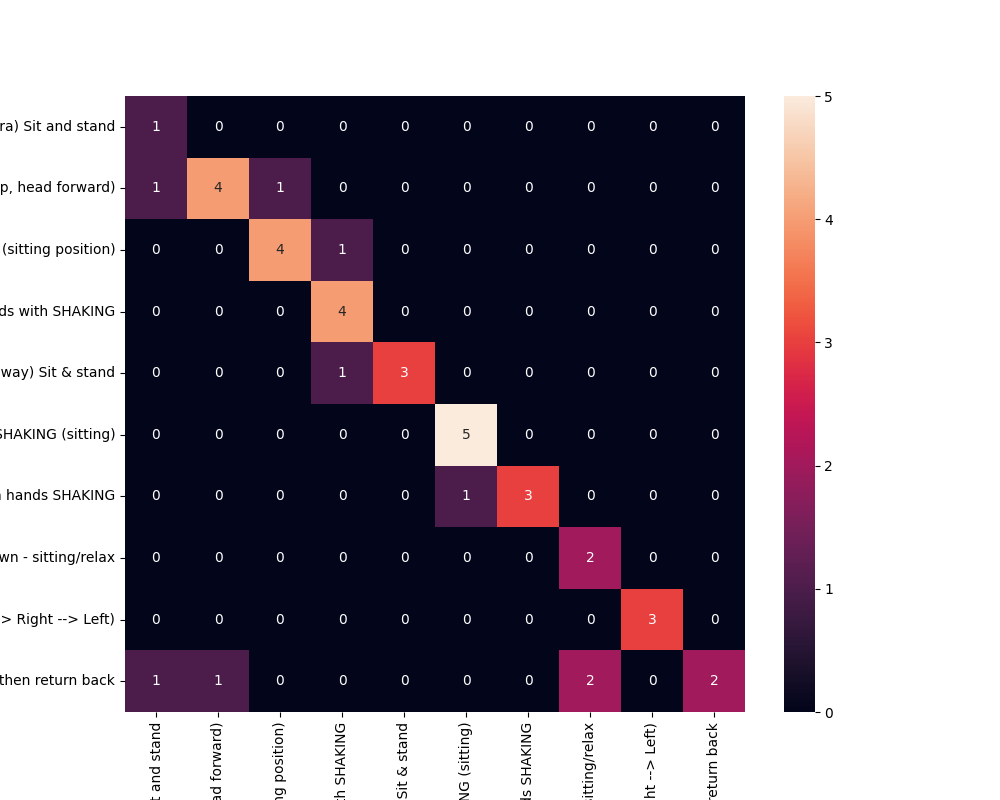 5
ra) Sit and stand 1 0 0 0 0 0 0 0 0 0
p, head forward) 1 4 1 0 0 0 0 0 0 0
4
(sitting position) 0 0 4 1 0 0 0 0 0 0
ds with SHAKING 0 0 0 4 0 0 0 0 0 0
3
way) Sit & stand 0 0 0 1 3 0 0 0 0 0
SHAKING (sitting) 0 0 0 0 0 5 0 0 0 0
2
hands SHAKING 0 0 0 0 0 1 3 0 0 0
wn - sitting/relax 0 0 0 0 0 0 0 2 0 0
1
> Right --> Left) 0 0 0 0 0 0 0 0 3 0
then return back 1 1 0 0 0 0 0 2 0 2
0
t and stand
ad forward)
ng position)
th SHAKING
Sit & stand
NG (sitting)
ds SHAKING
sitting/relax
ht --> Left)
return back